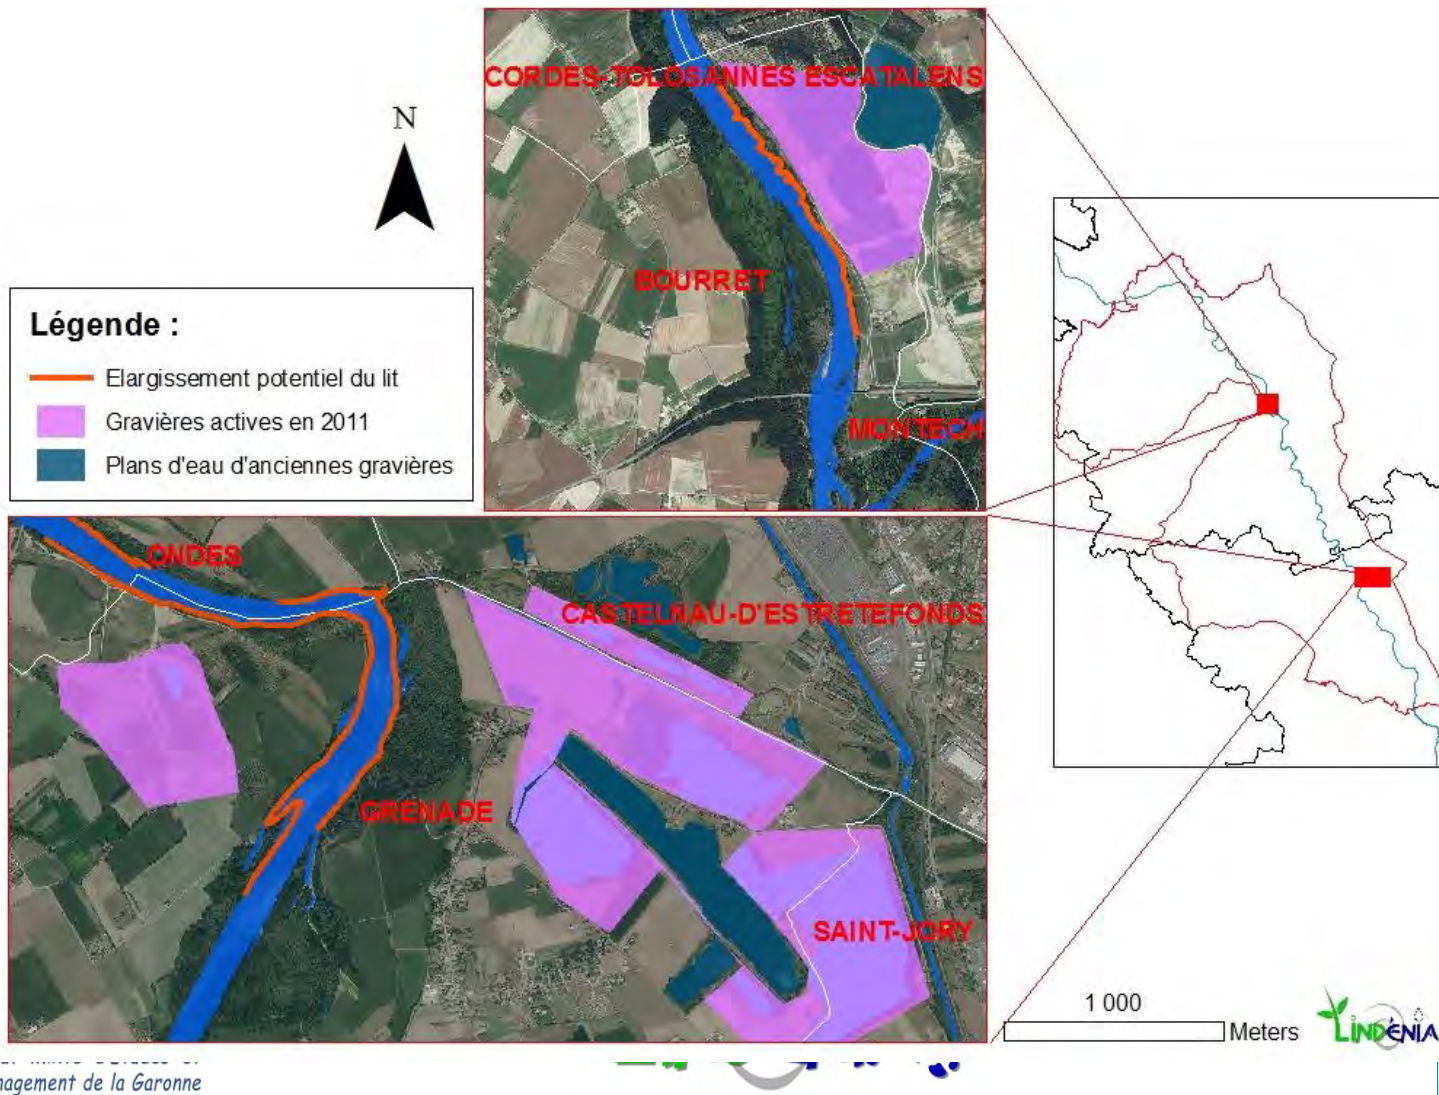 CORDES-TOLOSANNES ESCATALENS
N
BOURRET
MONTECH
Légende :
Elargissement potentiel du lit
Gravières actives en 2011
Plans d'eau d'anciennes gravières
ONDES
CASTELNAU-D'ESTRETEFONDS
GRENADE
SAINT-JORY
1 000
Meters
LINDÉNIA
nagement de la Garonne